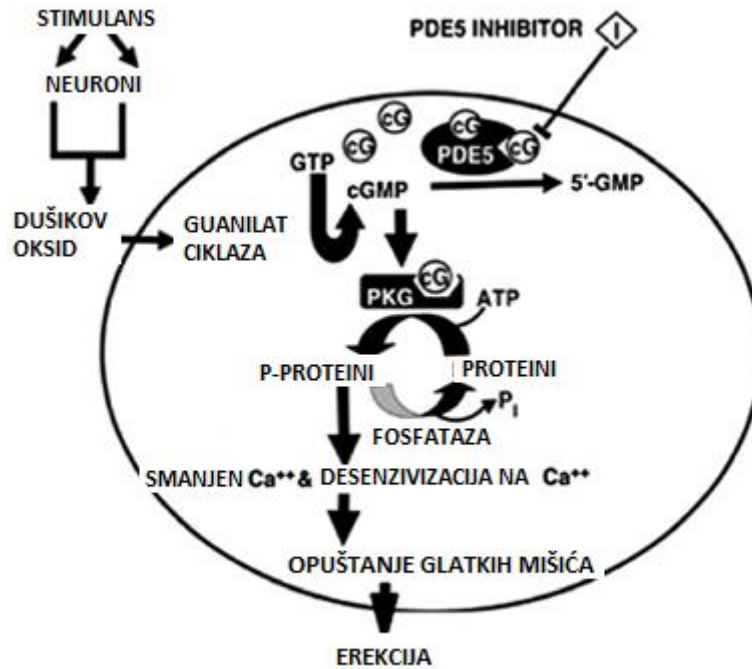 STIMULANS
PDE5 INHIBITOR I
NEURONI
cG
cG
cG
cG
PDE5
GTP
cGMP
5'-GMP
DUŠIKOV
OKSID
GUANILAT
CIKLAZA
cG
PKG
ATP
P-PROTEINI
PROTEINI
PI
FOSFATAZA
SMANJEN Ca++ & DESENZIVIZACIJA NA Ca++
OPUŠTANJE GLATKIH MIŠIĆA
EREKCIJA